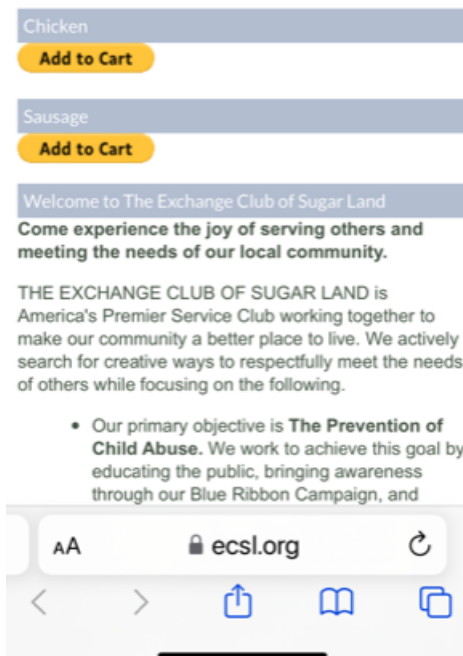 Chicken
Add to Cart
Sausage
Add to Cart
Welcome to The Exchange Club of Sugar Land
Come experience the joy of serving others and
meeting the needs of our local community.
THE EXCHANGE CLUB OF SUGAR LAND is
America's Premier Service Club working together to
make our community a better place to live. We actively
search for creative ways to respectfully meet the needs
of others while focusing on the following.
• Our primary objective is The Prevention of
Child Abuse. We work to achieve this goal by
educating the public, bringing awareness
through our Blue Ribbon Campaign, and
AA ecsl.org